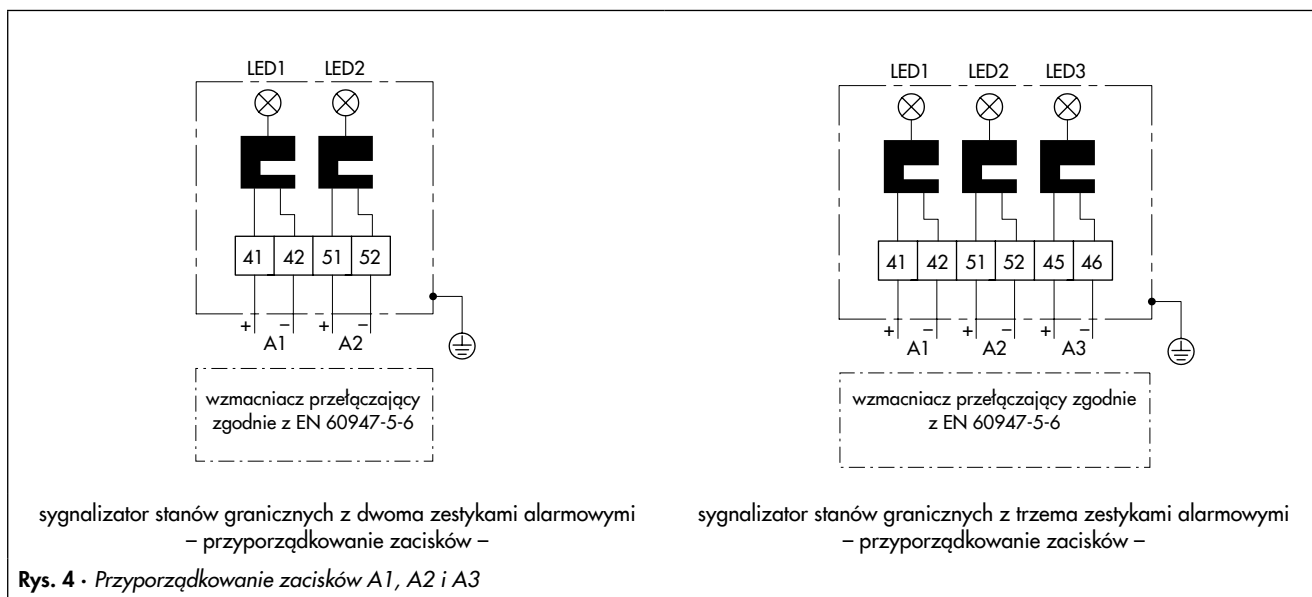 LED1 LED2
41 42 51 52
+ – + –
A1 A2
wzmacniacz przełączający
zgodnie z EN 60947-5-6
sygnalizator stanów granicznych z dwoma zestykami alarmowymi
– przyporządkowanie zacisków –
LED1 LED2 LED3
41 42 51 52 45 46
+ – + – + –
A1 A2 A3
wzmacniacz przełączający zgodnie
z EN 60947-5-6
sygnalizator stanów granicznych z trzema zestykami alarmowymi
– przyporządkowanie zacisków –
Rys. 4 · Przyporządkowanie zacisków A1, A2 i A3